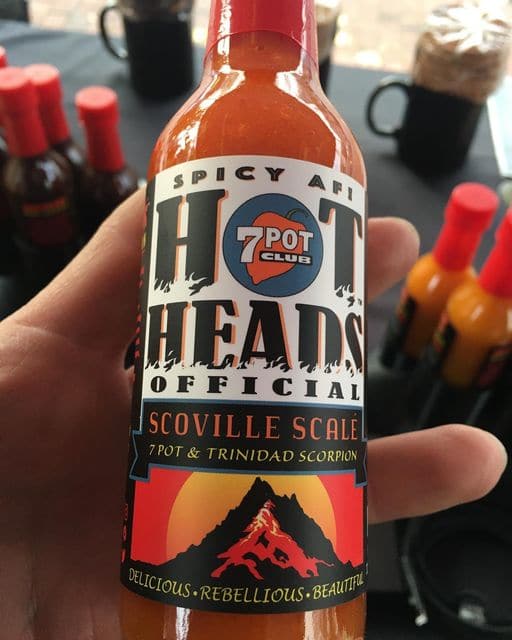 SPICY AF!
HOT
7POT
CLUB
HEADS
OFFICIAL
SCOVILLE SCALE
7 POT & TRINIDAD SCORPION
DELICIOUS • REBELLIOUS • BEAUTIFUL